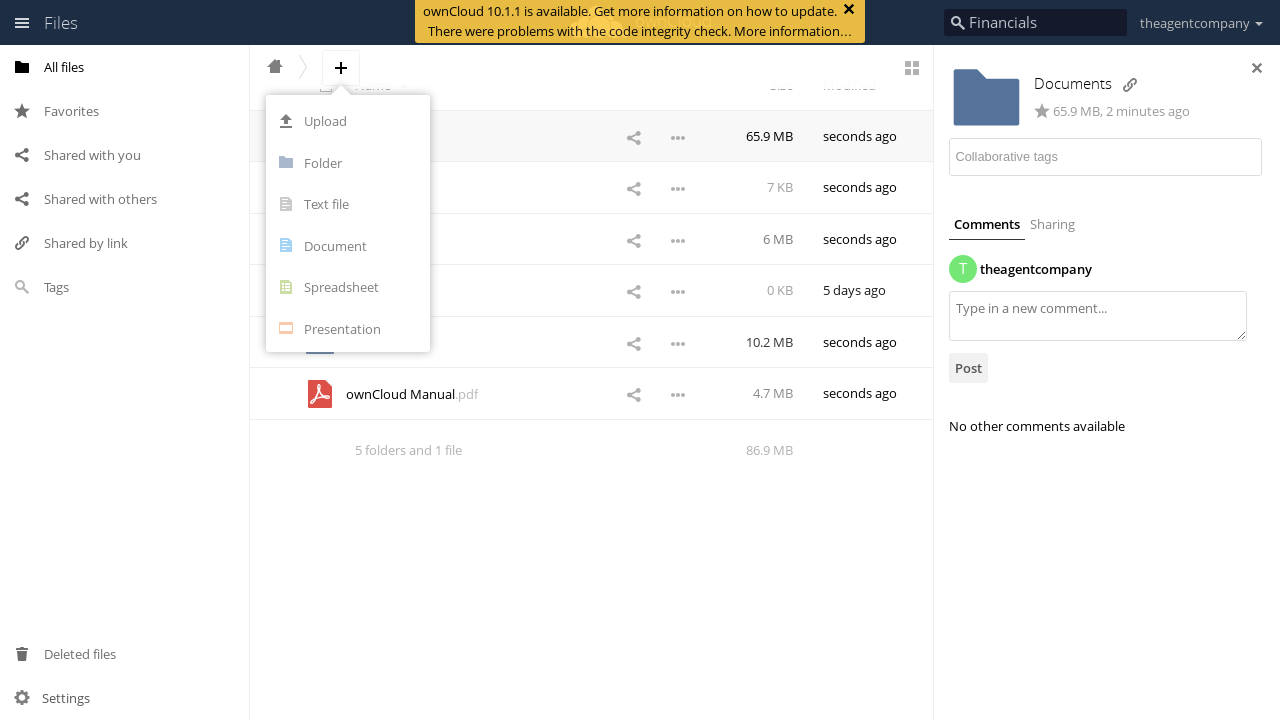 Files
ownCloud 10.1.1 is available. Get more information on how to update.
There were problems with the code integrity check. More information…
Financials
theagentcompany
All files
Favorites
Shared with you
Shared with others
Shared by link
Tags
Deleted files
Settings
Upload
Folder
Text file
Document
Spreadsheet
Presentation
Name
Size
Modified
65.9 MB
seconds ago
7 KB
seconds ago
6 MB
seconds ago
0 KB
5 days ago
10.2 MB
seconds ago
ownCloud Manual.pdf
4.7 MB
seconds ago
5 folders and 1 file
86.9 MB
Documents
65.9 MB, 2 minutes ago
Collaborative tags
Comments
Sharing
T
theagentcompany
Type in a new comment...
Post
No other comments available